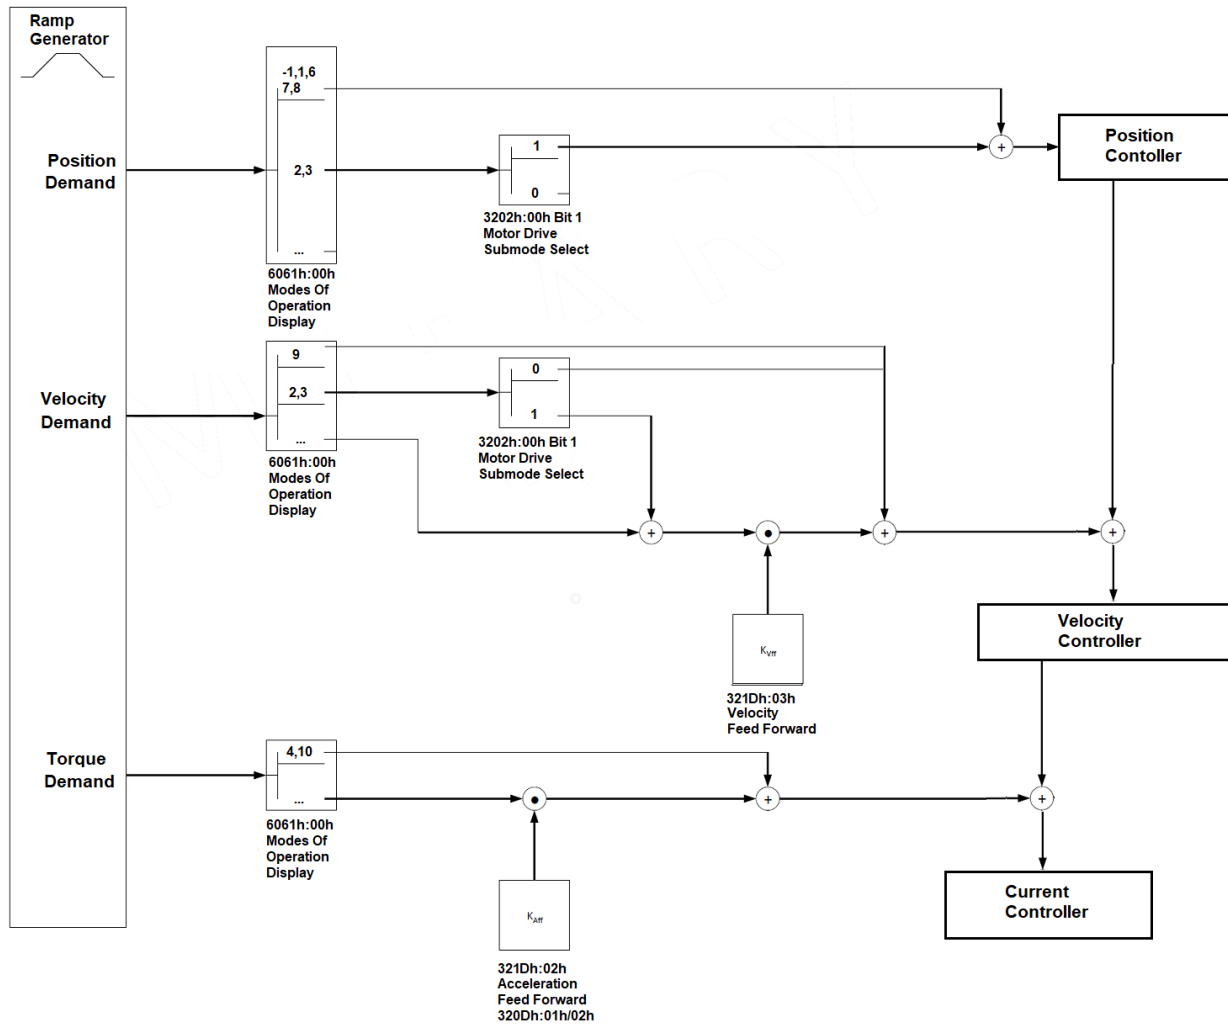 Ramp
Generator
-1,1,6
7,8
Position
Demand
2,3
...
6061h:00h
Modes Of
Operation
Display
1
0
3202h:00h Bit 1
Motor Drive
Submode Select
+
Position
Contoller
Velocity
Demand
9
2,3
...
6061h:00h
Modes Of
Operation
Display
0
1
3202h:00h Bit 1
Motor Drive
Submode Select
+
+
+
KVff
321Dh:03h
Velocity
Feed Forward
Velocity
Controller
Torque
Demand
4,10
...
6061h:00h
Modes Of
Operation
Display
+
+
KAff
321Dh:02h
Acceleration
Feed Forward
320Dh:01h/02h
Current
Controller